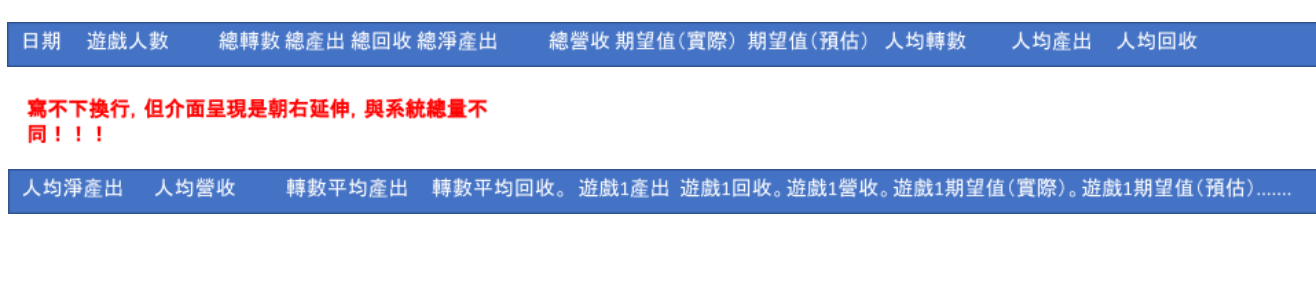 日期 遊戲人數 總轉數 總產出 總回收 總淨產出 總營收 期望值(實際) 期望值(預估) 人均轉數 人均產出 人均回收
寫不下換行, 但介面呈現是朝右延伸, 與系統總量不
同!!!
人均淨產出 人均營收 轉數平均產出 轉數平均回收。 遊戲1產出 遊戲1回收。遊戲1營收。遊戲1期望值(實際)。遊戲1期望值(預估).......